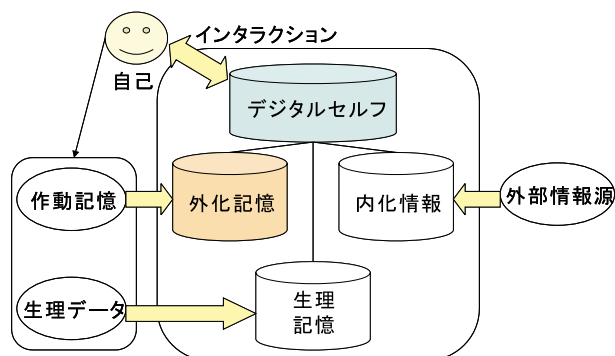 インタラクション
自己
デジタルセルフ
作動記憶
外化記憶
内化情報
外部情報源
生理データ
生理
記憶